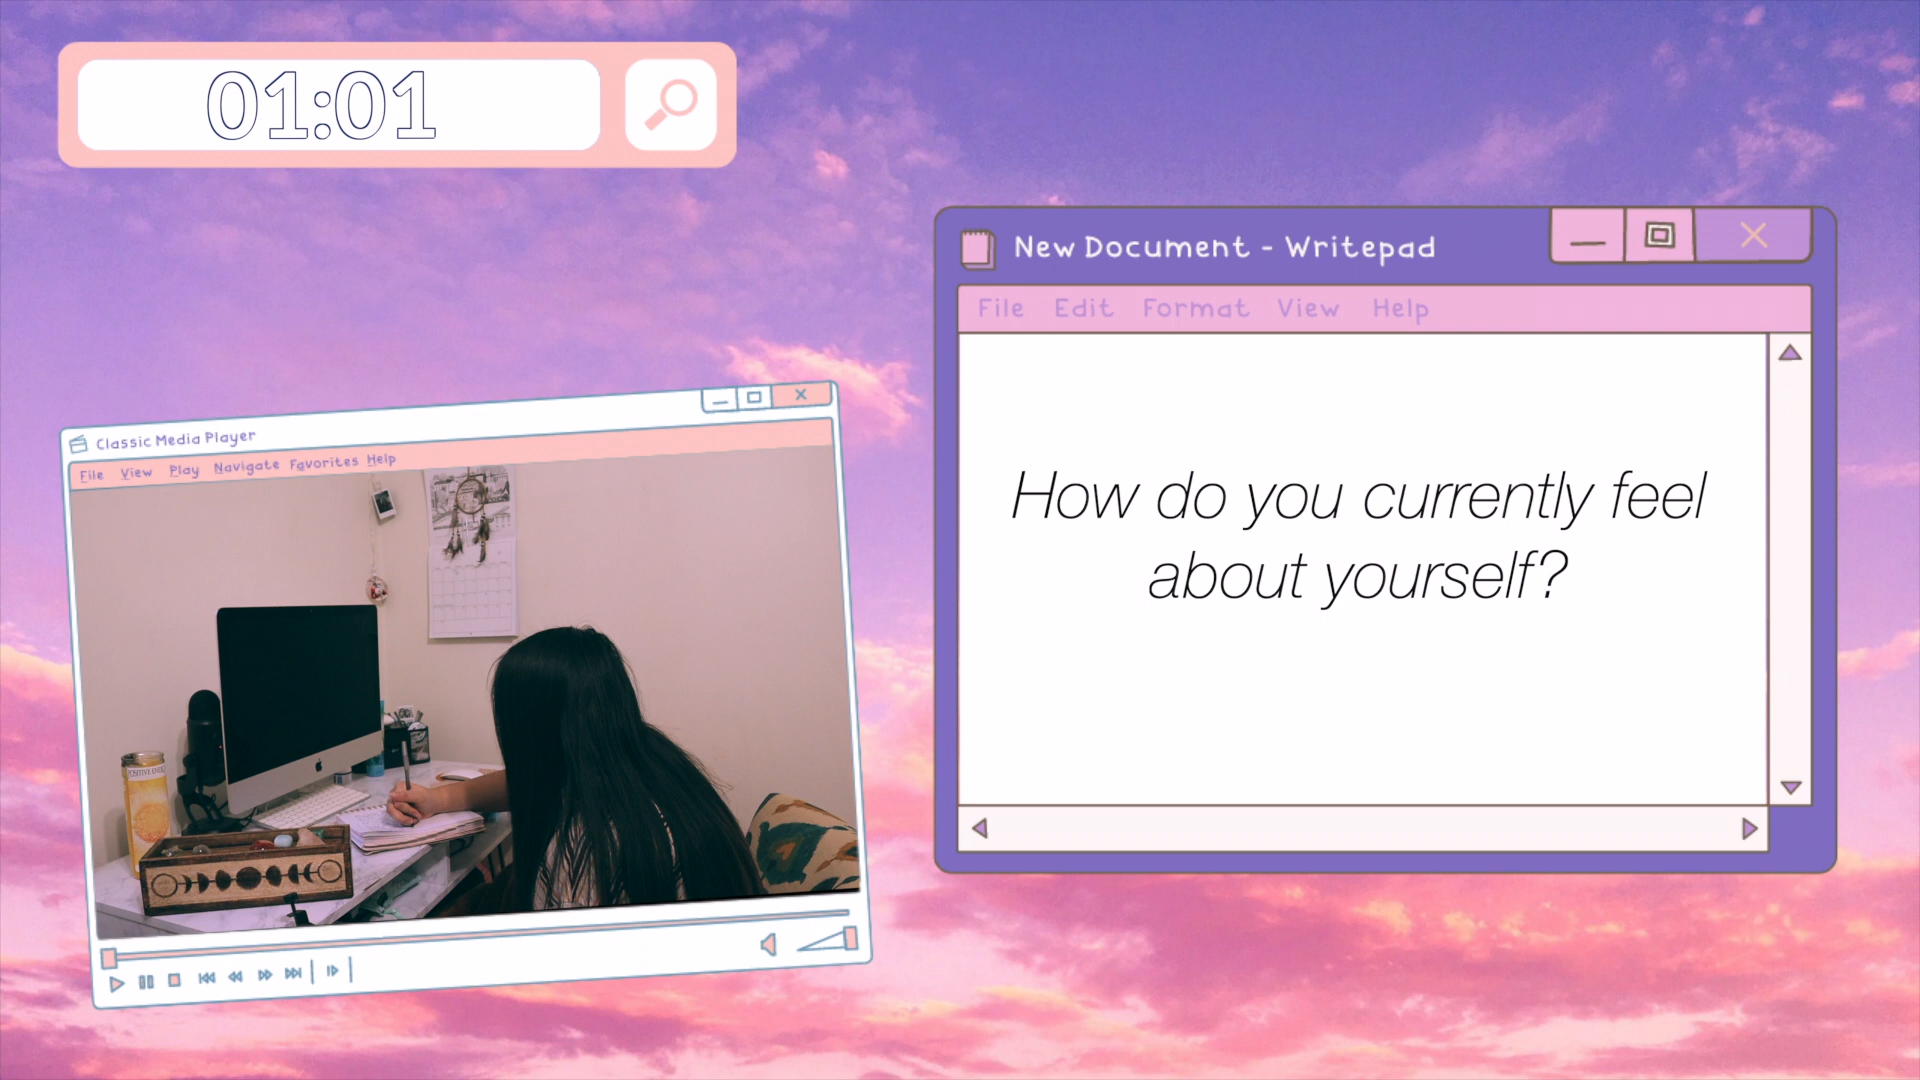 01:01
New Document - Writepad
File Edit Format View Help
How do you currently feel
about yourself?
Classic Media Player
File View Play Navigate Favorites Help